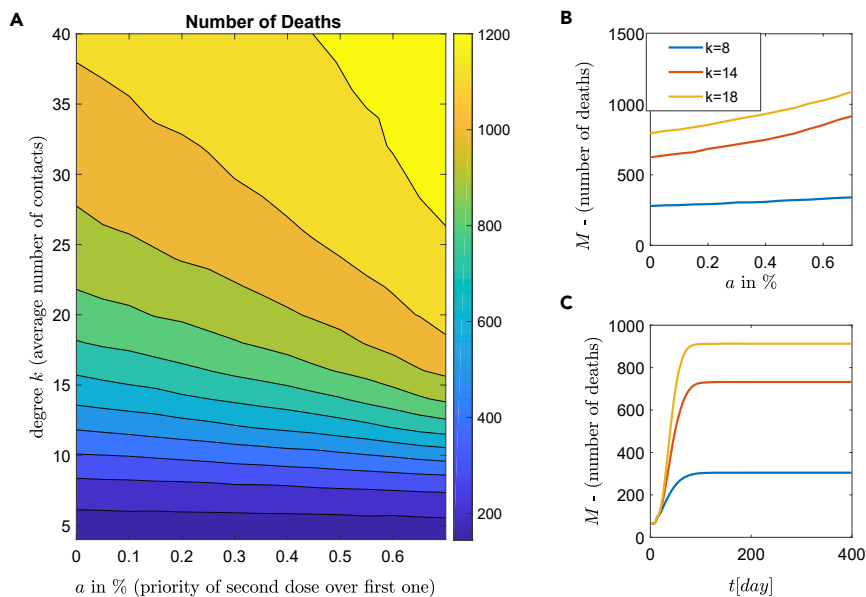 A
Number of Deaths
40
35
30
25
20
15
10
5
0 0.1 0.2 0.3 0.4 0.5 0.6
degree k (average number of contacts)
a in % (priority of second dose over first one)
1200
1000
800
600
400
200
B
1500
1000
500
0
0 0.2 0.4 0.6
M - (number of deaths)
a in %
k=8
k=14
k=18
C
1000
800
600
400
200
0
0 200 400
M - (number of deaths)
t[day]